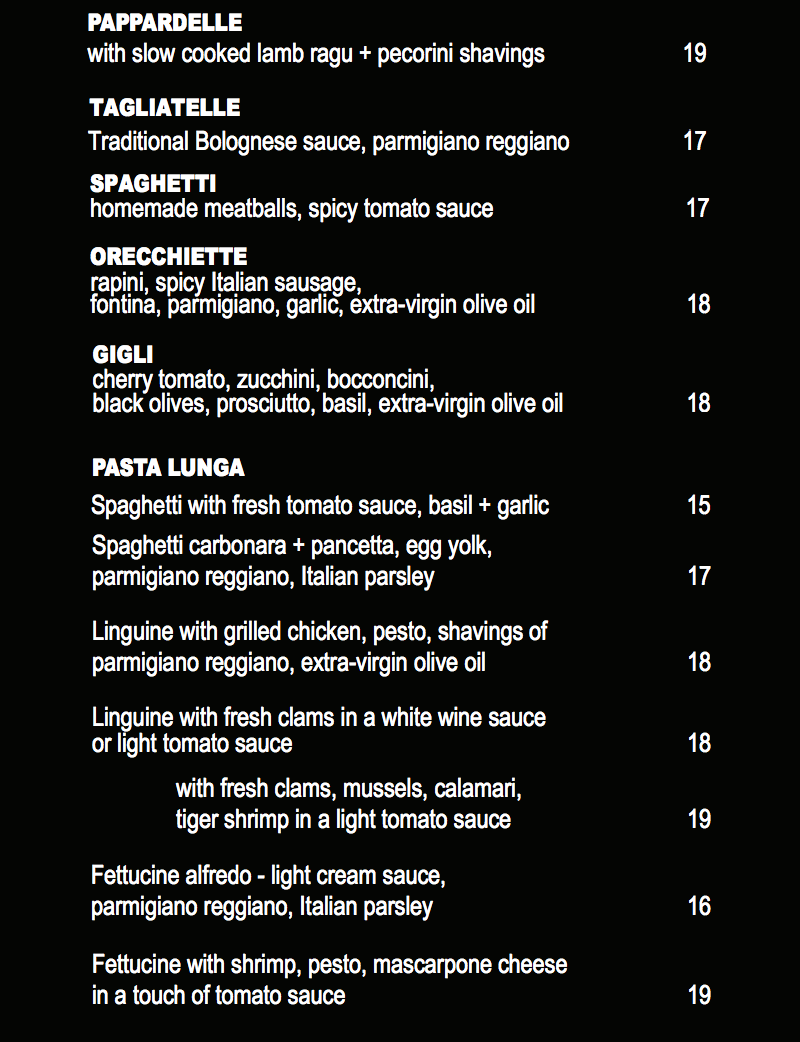 PAPPARDELLE
with slow cooked lamb ragu + pecorini shavings 19
TAGLIATELLE
Traditional Bolognese sauce, parmigiano reggiano 17
SPAGHETTI
homemade meatballs, spicy tomato sauce 17
ORECCHIETTE
rapini, spicy Italian sausage,
fontina, parmigiano, garlic, extra-virgin olive oil 18
GIGLI
cherry tomato, zucchini, bocconcini,
black olives, prosciutto, basil, extra-virgin olive oil 18
PASTA LUNGA
Spaghetti with fresh tomato sauce, basil + garlic 15
Spaghetti carbonara + pancetta, egg yolk,
parmigiano reggiano, Italian parsley 17
Linguine with grilled chicken, pesto, shavings of
parmigiano reggiano, extra-virgin olive oil 18
Linguine with fresh clams in a white wine sauce
or light tomato sauce 18
with fresh clams, mussels, calamari,
tiger shrimp in a light tomato sauce 19
Fettucine alfredo - light cream sauce,
parmigiano reggiano, Italian parsley 16
Fettucine with shrimp, pesto, mascarpone cheese
in a touch of tomato sauce 19